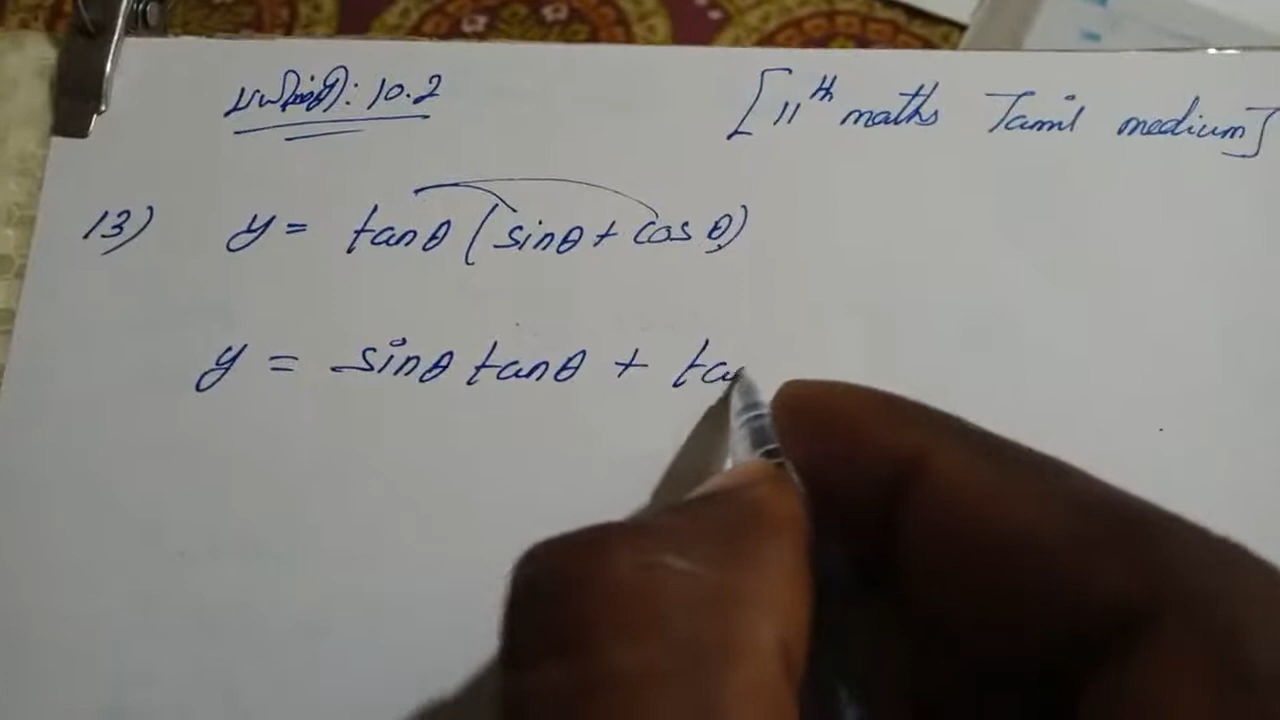 பயிற்சி: 10.2
[11th maths Tamil medium]
13) y = tanθ (sinθ + cosθ)
y = sinθ tanθ + ta